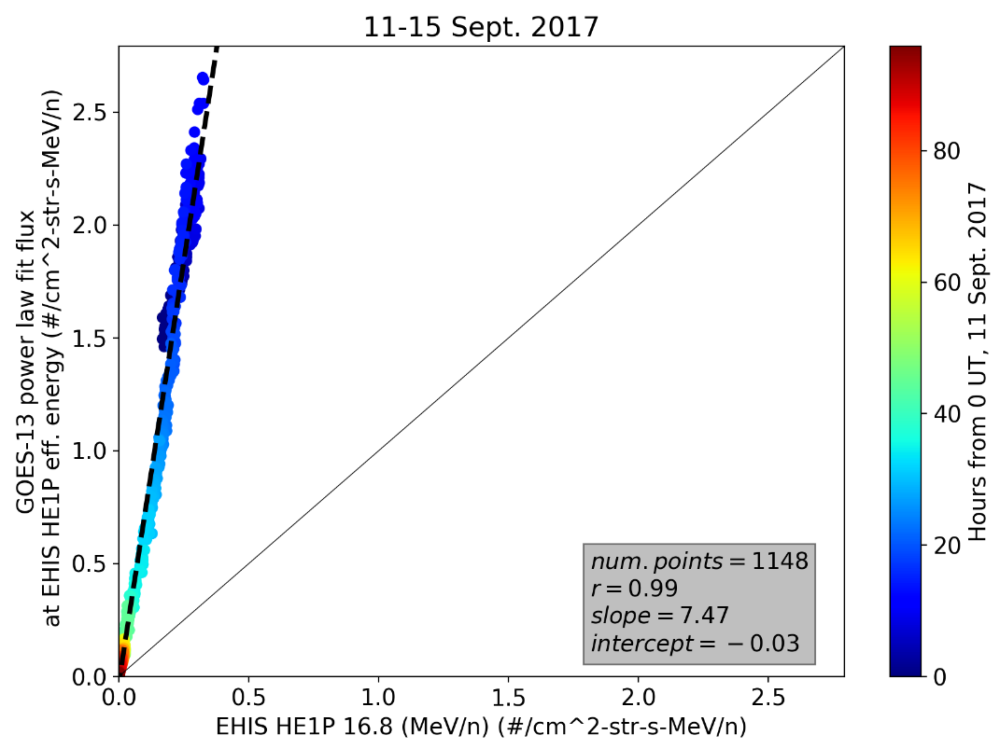 11-15 Sept. 2017
GOES-13 power law fit flux
at EHIS HE1P eff. energy (#/cm^2-str-s-MeV/n)
2.5
2.0
1.5
1.0
0.5
0.0
0.0 0.5 1.0 1.5 2.0 2.5
EHIS HE1P 16.8 (MeV/n) (#/cm^2-str-s-MeV/n)
num. points = 1148
r = 0.99
slope = 7.47
intercept = − 0.03
80
60
40
20
0
Hours from 0 UT, 11 Sept. 2017